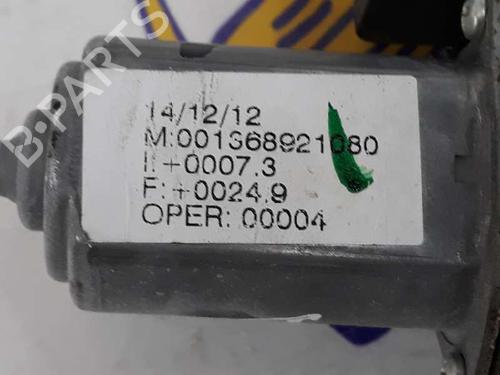 B-PARTS
14/12/12
M:001368921080
I:+0007.3
F:+0024.9
OPER: 00004